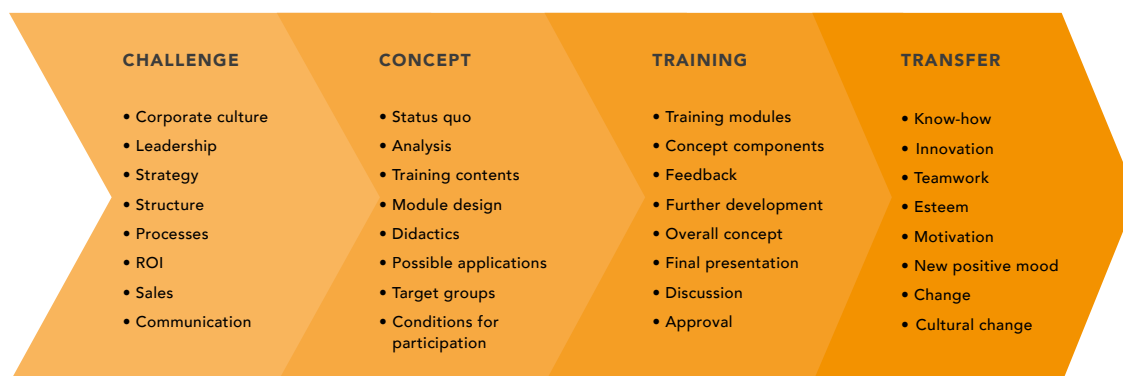 CHALLENGE
• Corporate culture
• Leadership
• Strategy
• Structure
• Processes
• ROI
• Sales
• Communication
CONCEPT
• Status quo
• Analysis
• Training contents
• Module design
• Didactics
• Possible applications
• Target groups
• Conditions for
participation
TRAINING
• Training modules
• Concept components
• Feedback
• Further development
• Overall concept
• Final presentation
• Discussion
• Approval
TRANSFER
• Know-how
• Innovation
• Teamwork
• Esteem
• Motivation
• New positive mood
• Change
• Cultural change